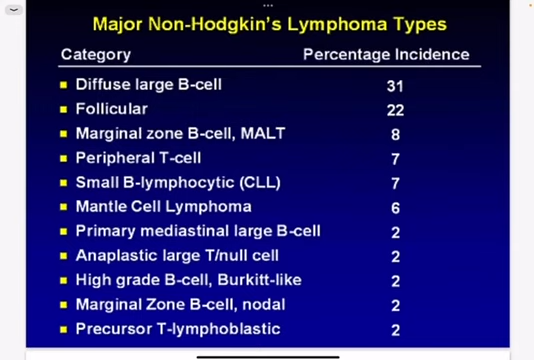 Major Non-Hodgkin's Lymphoma Types
Category Percentage Incidence
Diffuse large B-cell 31
Follicular 22
Marginal zone B-cell, MALT 8
Peripheral T-cell 7
Small B-lymphocytic (CLL) 7
Mantle Cell Lymphoma 6
Primary mediastinal large B-cell 2
Anaplastic large T/null cell 2
High grade B-cell, Burkitt-like 2
Marginal Zone B-cell, nodal 2
Precursor T-lymphoblastic 2